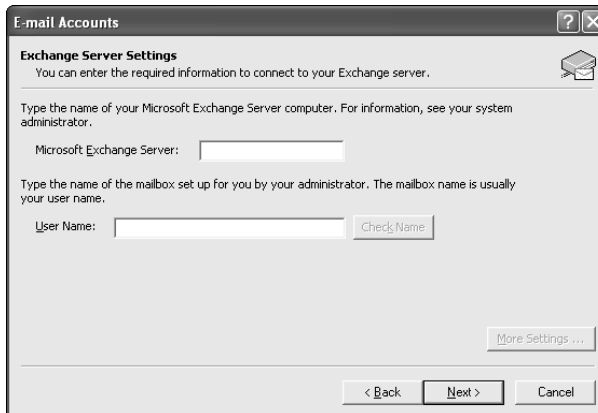 E-mail Accounts
Exchange Server Settings
You can enter the required information to connect to your Exchange server.
Type the name of your Microsoft Exchange Server computer. For information, see your system
administrator.
Microsoft Exchange Server:
Type the name of the mailbox set up for you by your administrator. The mailbox name is usually
your user name.
User Name:
Check Name
More Settings ...
< Back
Next >
Cancel